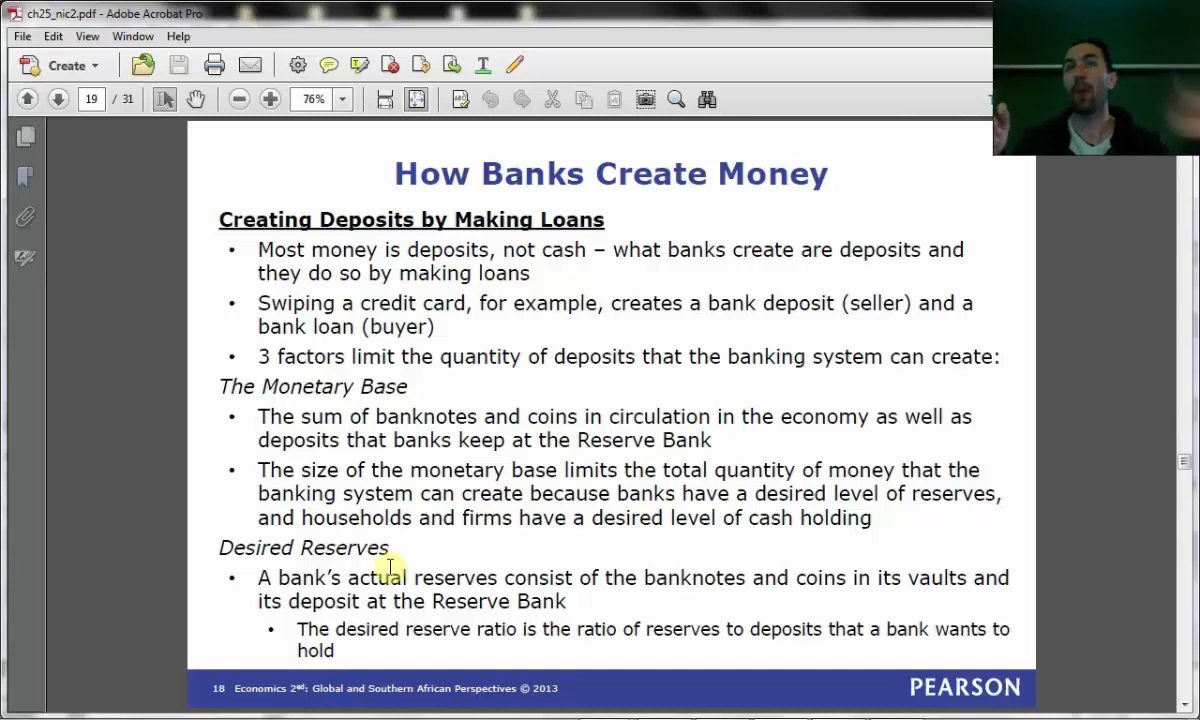 ch25_nic2.pdf - Adobe Acrobat Pro
File Edit View Window Help
Create
19 / 31 76%
How Banks Create Money
Creating Deposits by Making Loans
• Most money is deposits, not cash – what banks create are deposits and
they do so by making loans
• Swiping a credit card, for example, creates a bank deposit (seller) and a
bank loan (buyer)
• 3 factors limit the quantity of deposits that the banking system can create:
The Monetary Base
• The sum of banknotes and coins in circulation in the economy as well as
deposits that banks keep at the Reserve Bank
• The size of the monetary base limits the total quantity of money that the
banking system can create because banks have a desired level of reserves,
and households and firms have a desired level of cash holding
Desired Reserves
• A bank's actual reserves consist of the banknotes and coins in its vaults and
its deposit at the Reserve Bank
• The desired reserve ratio is the ratio of reserves to deposits that a bank wants to
hold
18 Economics 2ed: Global and Southern African Perspectives © 2013
PEARSON